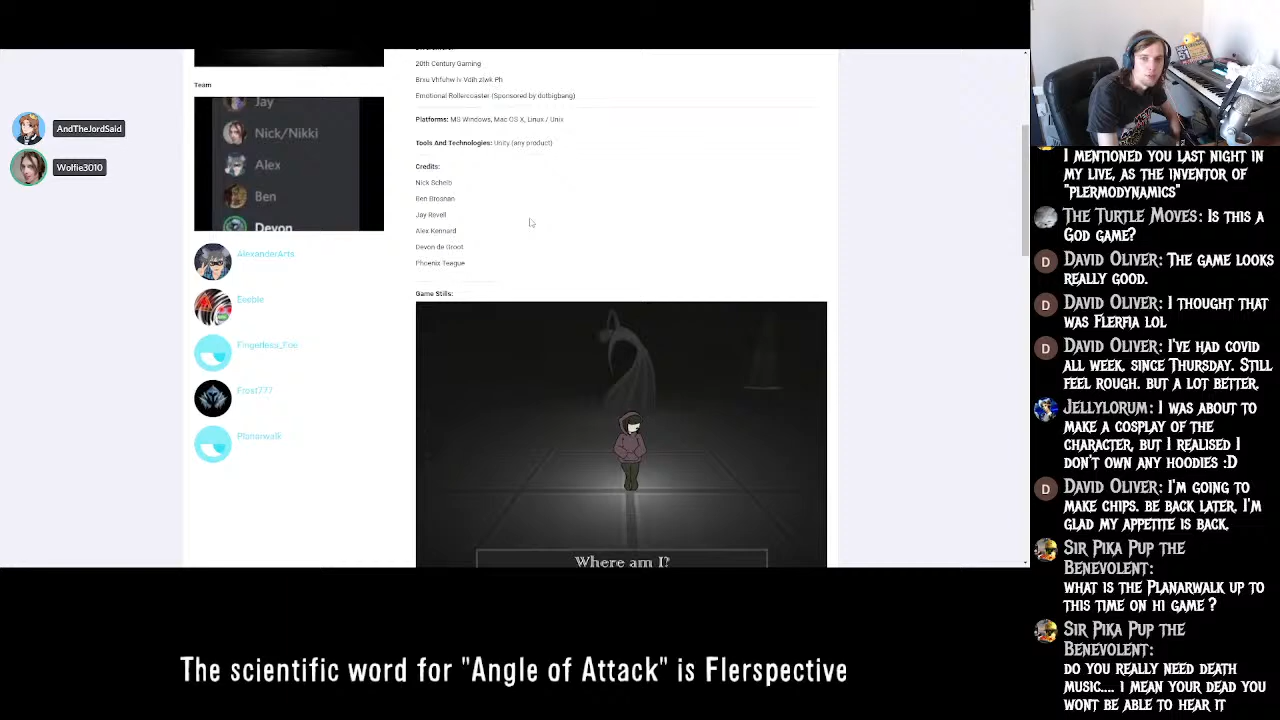 AndTheJordSaid
Wolfie3010
Team
Jay
Nick/Nikki
Alex
Ben
Devon
AlexanderArts
Eeeble
Fingerless_Foo
Frost777
Planarwalk
20th Century Gaming
Emotional Rollercoaster (Sponsored by dotbigbang)
Platforms: MS Windows, Mac OS X, Linux / Unix
Tools And Technologies: Unity (any product)
Credits:
Nick Scheib
Ben Brosnan
Jay Revell
Alex Kennard
Devon de Groot
Phoenix Teague
Game Stills:
Where am I?
The scientific word for "Angle of Attack" is Flerspective
I mentioned you last night in
my live, as the inventor of
"plermodynamics"
The Turtle Moves: Is this a
God game?
David Oliver: The game looks
really good.
David Oliver: I thought that
was Flerfia lol
David Oliver: I've had covid
all week, since Thursday. Still
feel rough. But a lot better.
Jellylorum: I was about to
make a cosplay of the
character, but I realised I
don't own any hoodies :D
David Oliver: I'm going to
make chips. Be back later, I'm
glad my appetite is back.
Sir Pika Pup the
Benevolent:
what is the Planarwalk up to
this time on hi game ?
Sir Pika Pup the
Benevolent:
do you really need death
music.... i mean your dead you
wont be able to hear it